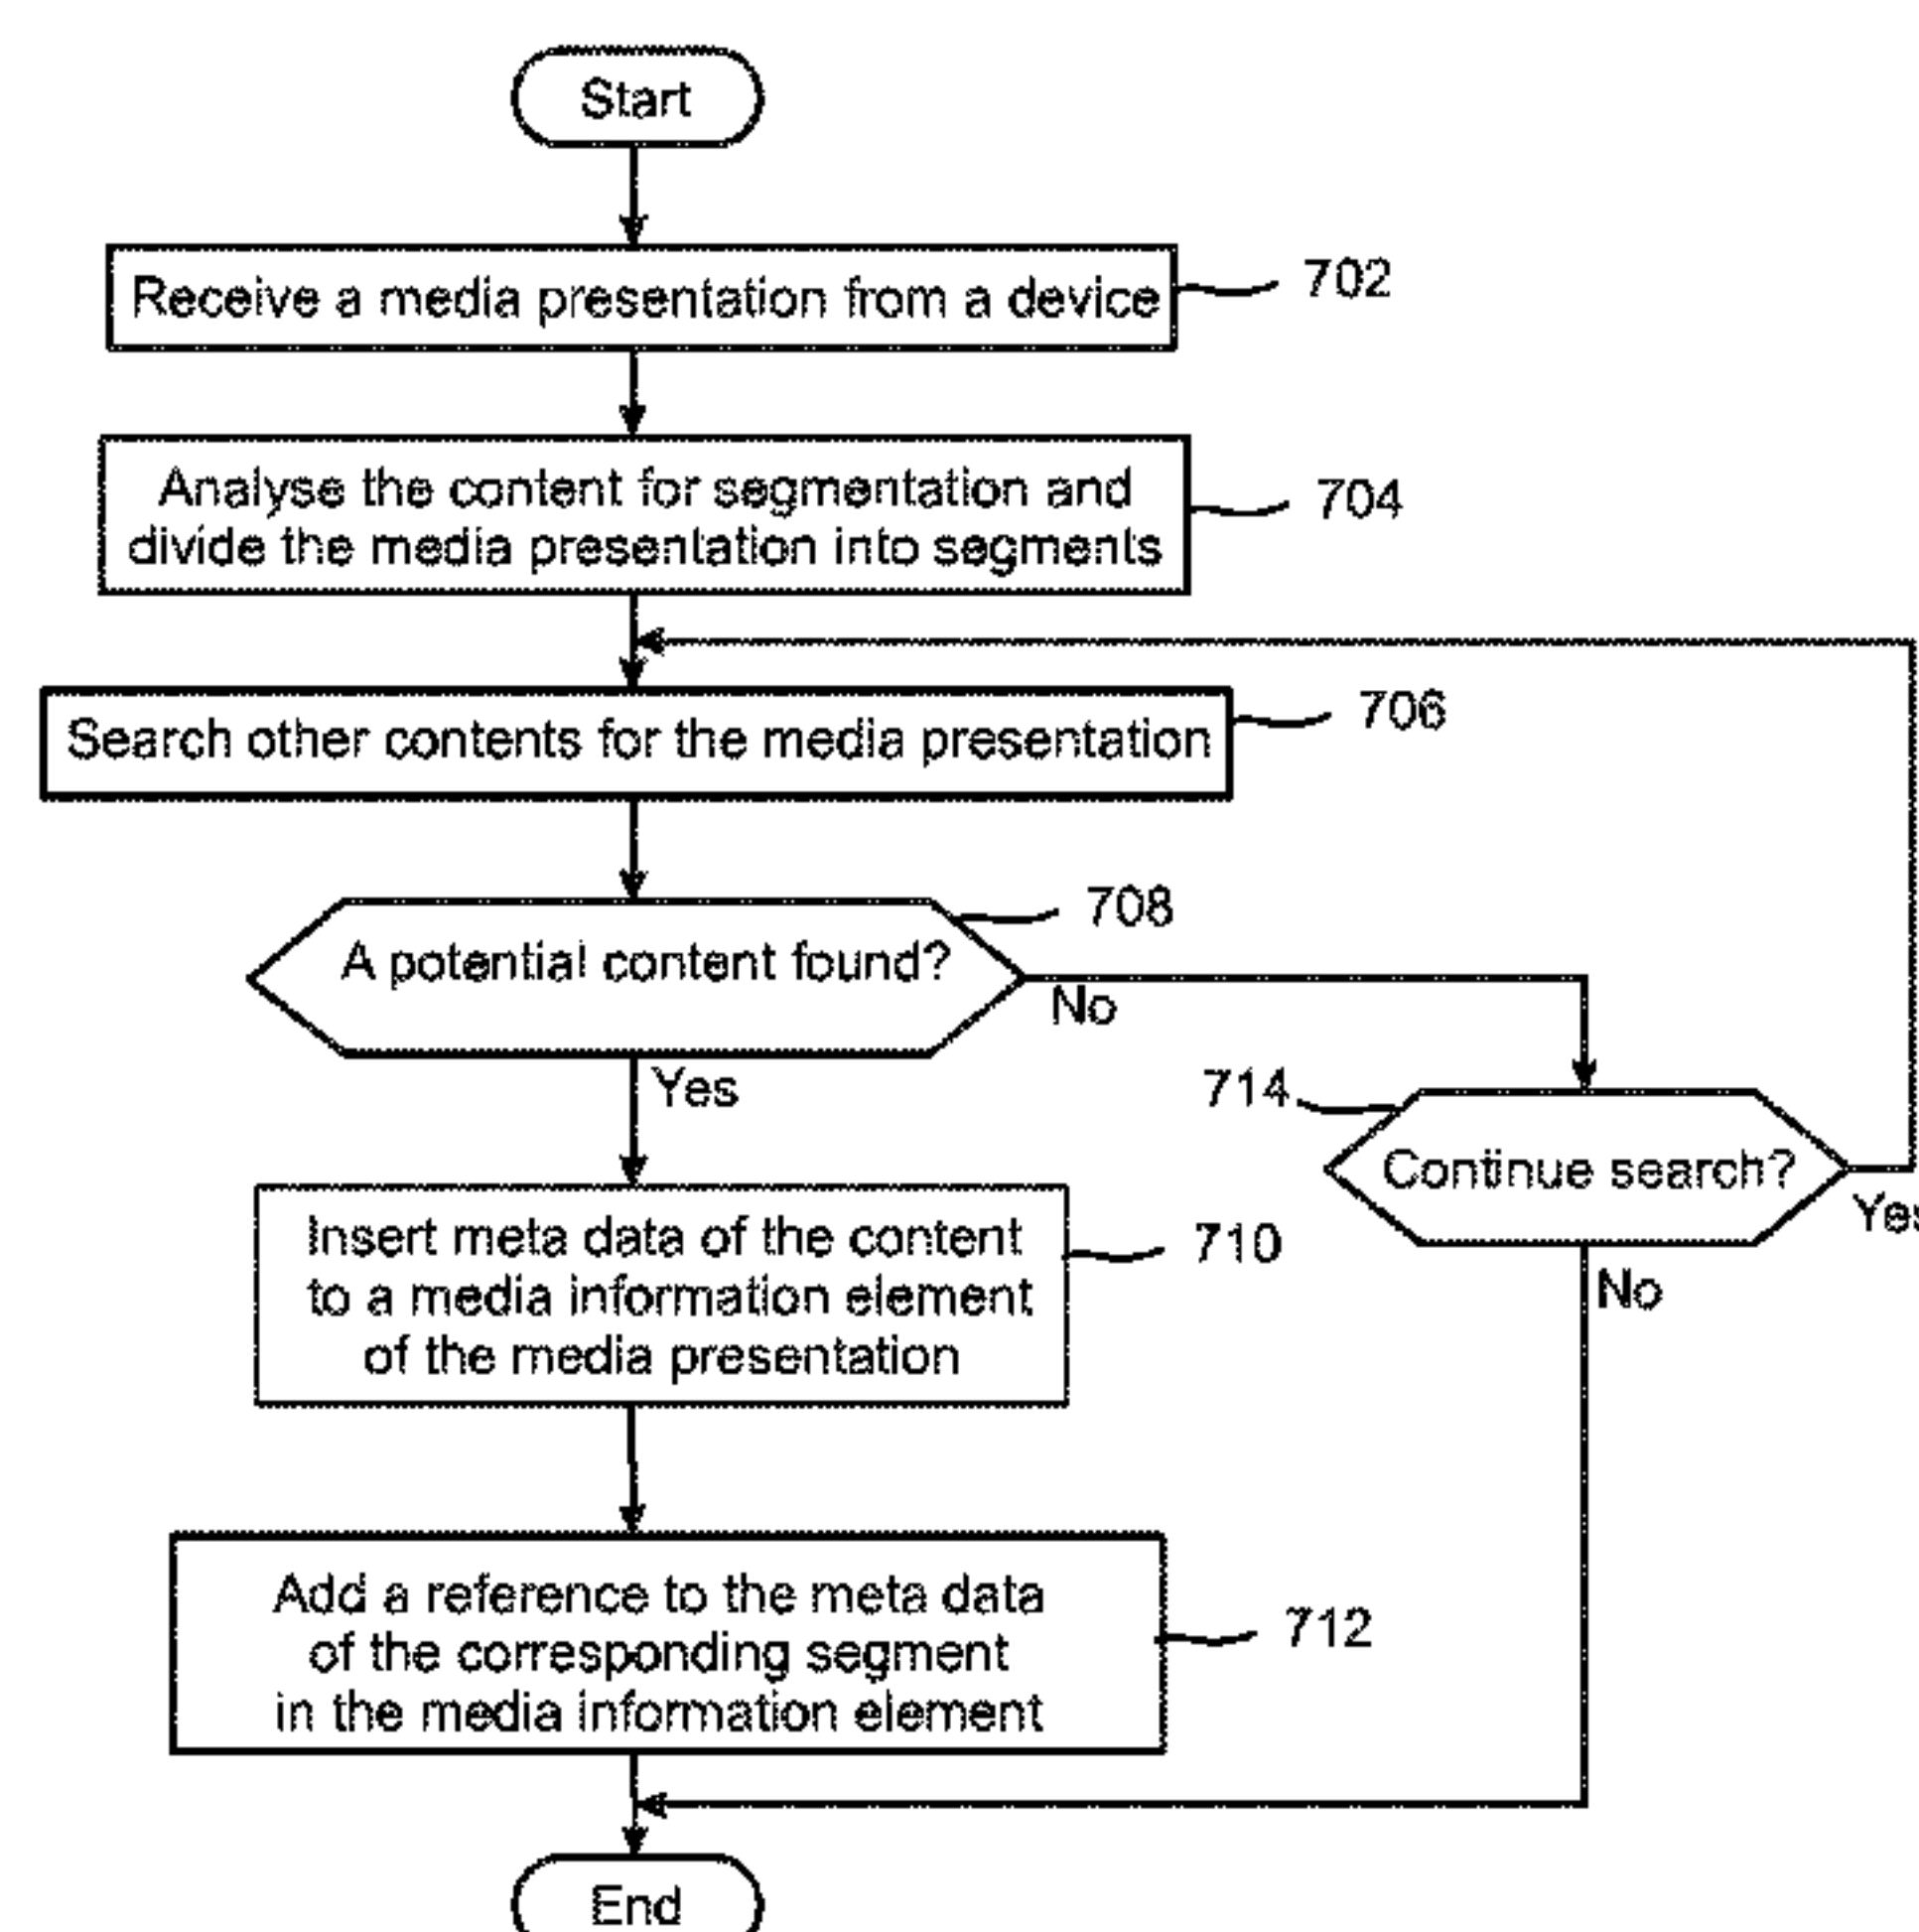 Start
Receive a media presentation from a device
702
Analyse the content for segmentation and
divide the media presentation into segments
704
Search other contents for the media presentation
706
A potential content found?
708
No
Yes
714
Continue search?
Yes
No
Insert meta data of the content
to a media information element
of the media presentation
710
Add a reference to the meta data
of the corresponding segment
in the media information element
712
End